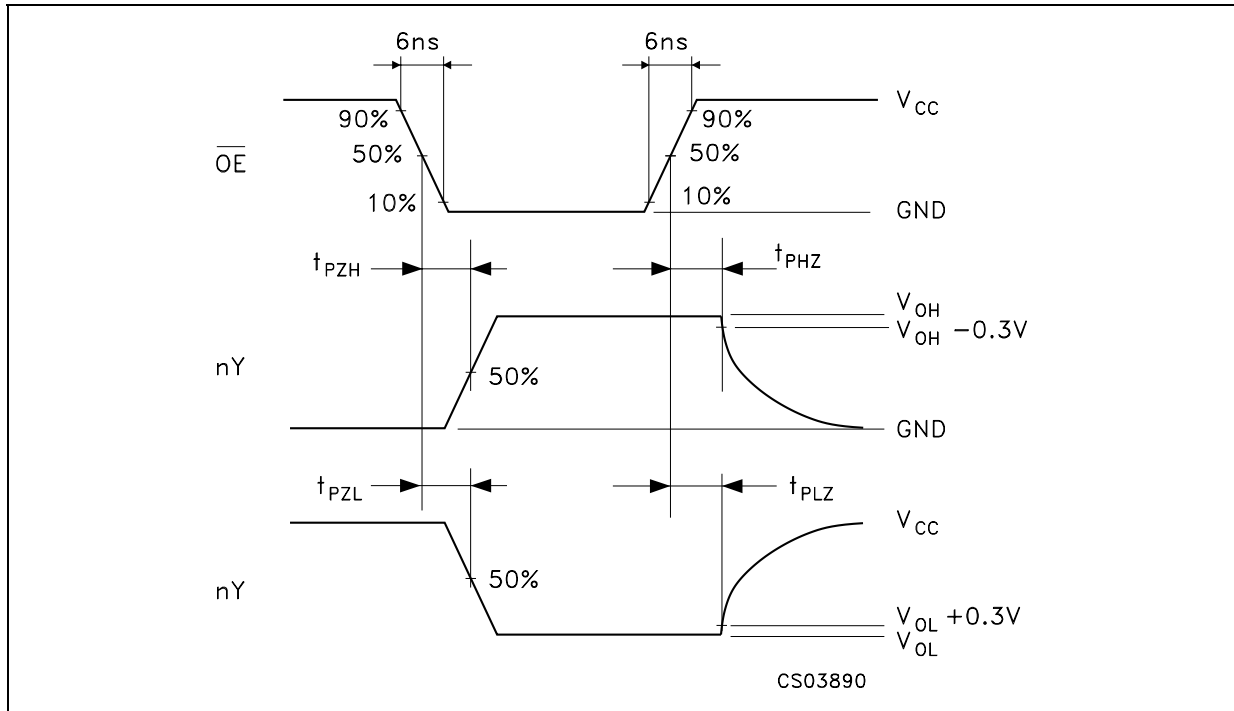 6ns 6ns
V_CC
90% 90%
50% 50%
OE
10% 10%
GND
t_PZH t_PHZ
V_OH
V_OH −0.3V
nY
50%
GND
t_PZL t_PLZ
V_CC
50%
nY
V_OL +0.3V
V_OL
CS03890